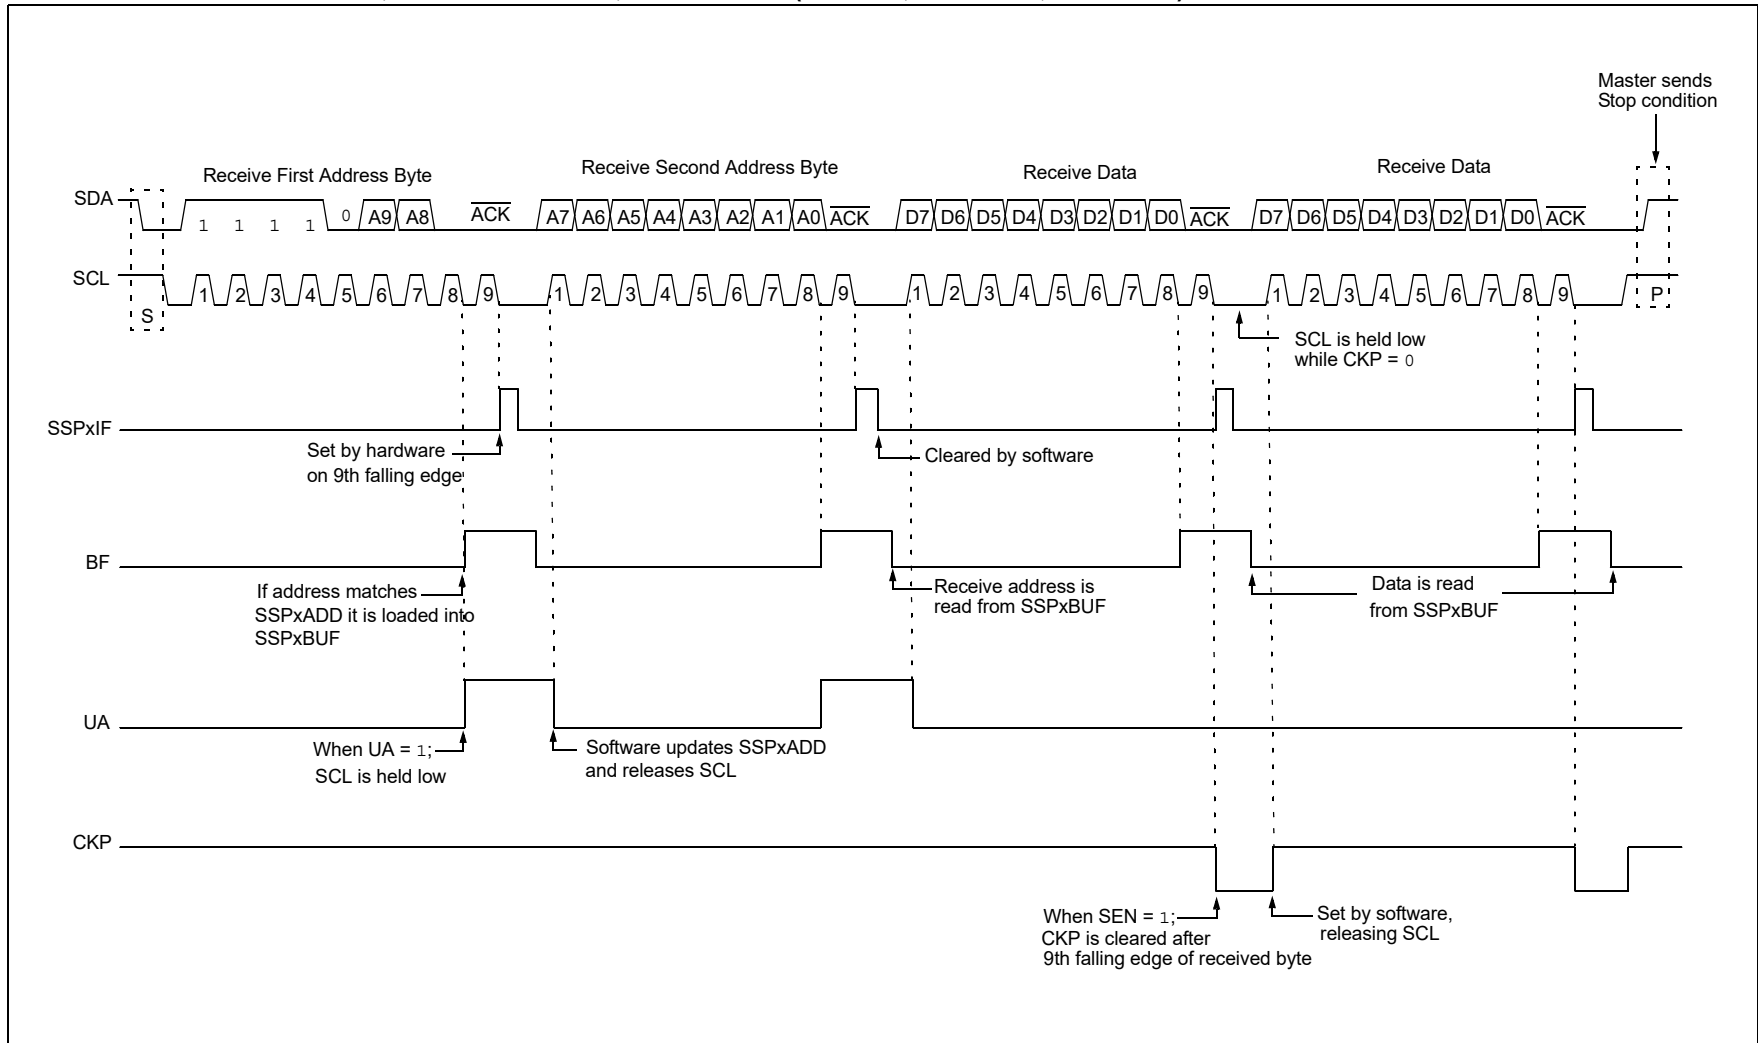 Master sends
Stop condition
Receive First Address Byte
Receive Second Address Byte
Receive Data
Receive Data
SDA
1 1 1 1 0 A9 A8 ACK A7 A6 A5 A4 A3 A2 A1 A0 ACK D7 D6 D5 D4 D3 D2 D1 D0 ACK D7 D6 D5 D4 D3 D2 D1 D0 ACK
SCL
1 2 3 4 5 6 7 8 9 1 2 3 4 5 6 7 8 9 1 2 3 4 5 6 7 8 9 1 2 3 4 5 6 7 8 9
S
P
SCL is held low
while CKP = 0
SSPxIF
Set by hardware
on 9th falling edge
Cleared by software
BF
If address matches
SSPxADD it is loaded into
SSPxBUF
Receive address is
read from SSPxBUF
Data is read
from SSPxBUF
UA
When UA = 1;
SCL is held low
Software updates SSPxADD
and releases SCL
CKP
When SEN = 1;
CKP is cleared after
9th falling edge of received byte
Set by software,
releasing SCL